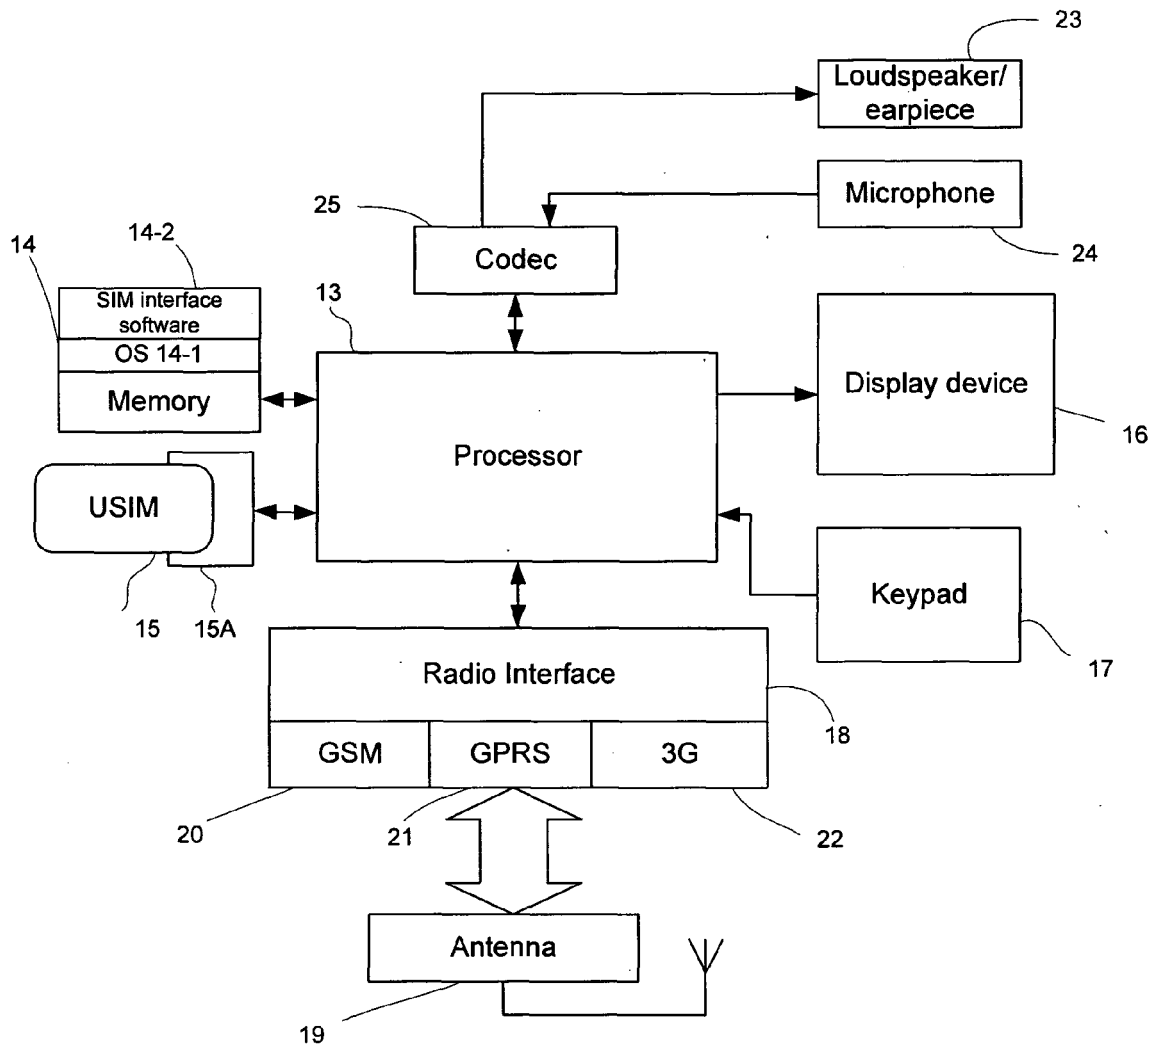 23
Loudspeaker/
earpiece
Microphone
24
25
Codec
14
14-2
SIM interface
software
OS 14-1
Memory
13
Processor
Display device
16
USIM
15
15A
Keypad
17
Radio Interface
18
GSM
GPRS
3G
20
21
22
Antenna
19